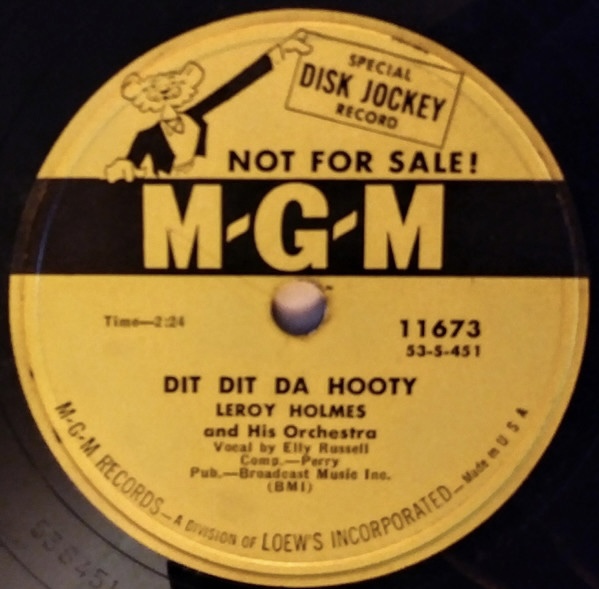 SPECIAL
DISK JOCKEY
RECORD
NOT FOR SALE!
M-G-M
Time—2:24
11673
53-S-451
DIT DIT DA HOOTY
LEROY HOLMES
and His Orchestra
Vocal by Elly Russell
Comp.—Perry
Pub.—Broadcast Music Inc.
(BMI)
M-G-M RECORDS—A DIVISION OF LOEW'S INCORPORATED—Made in U S A